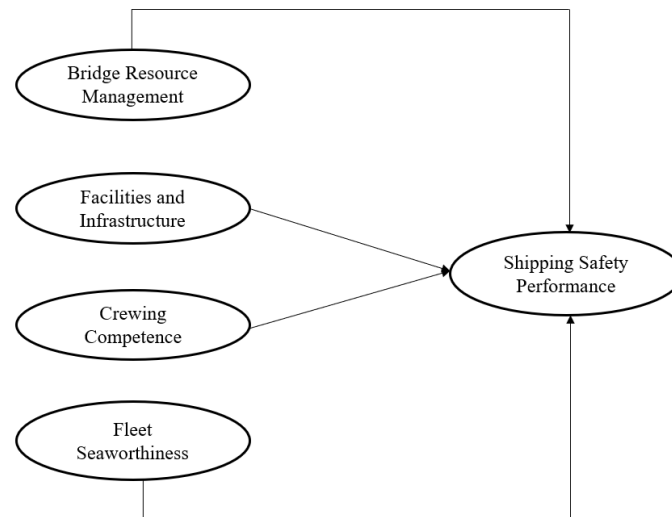 Bridge Resource
Management
Facilities and
Infrastructure
Shipping Safety
Performance
Crewing
Competence
Fleet
Seaworthiness